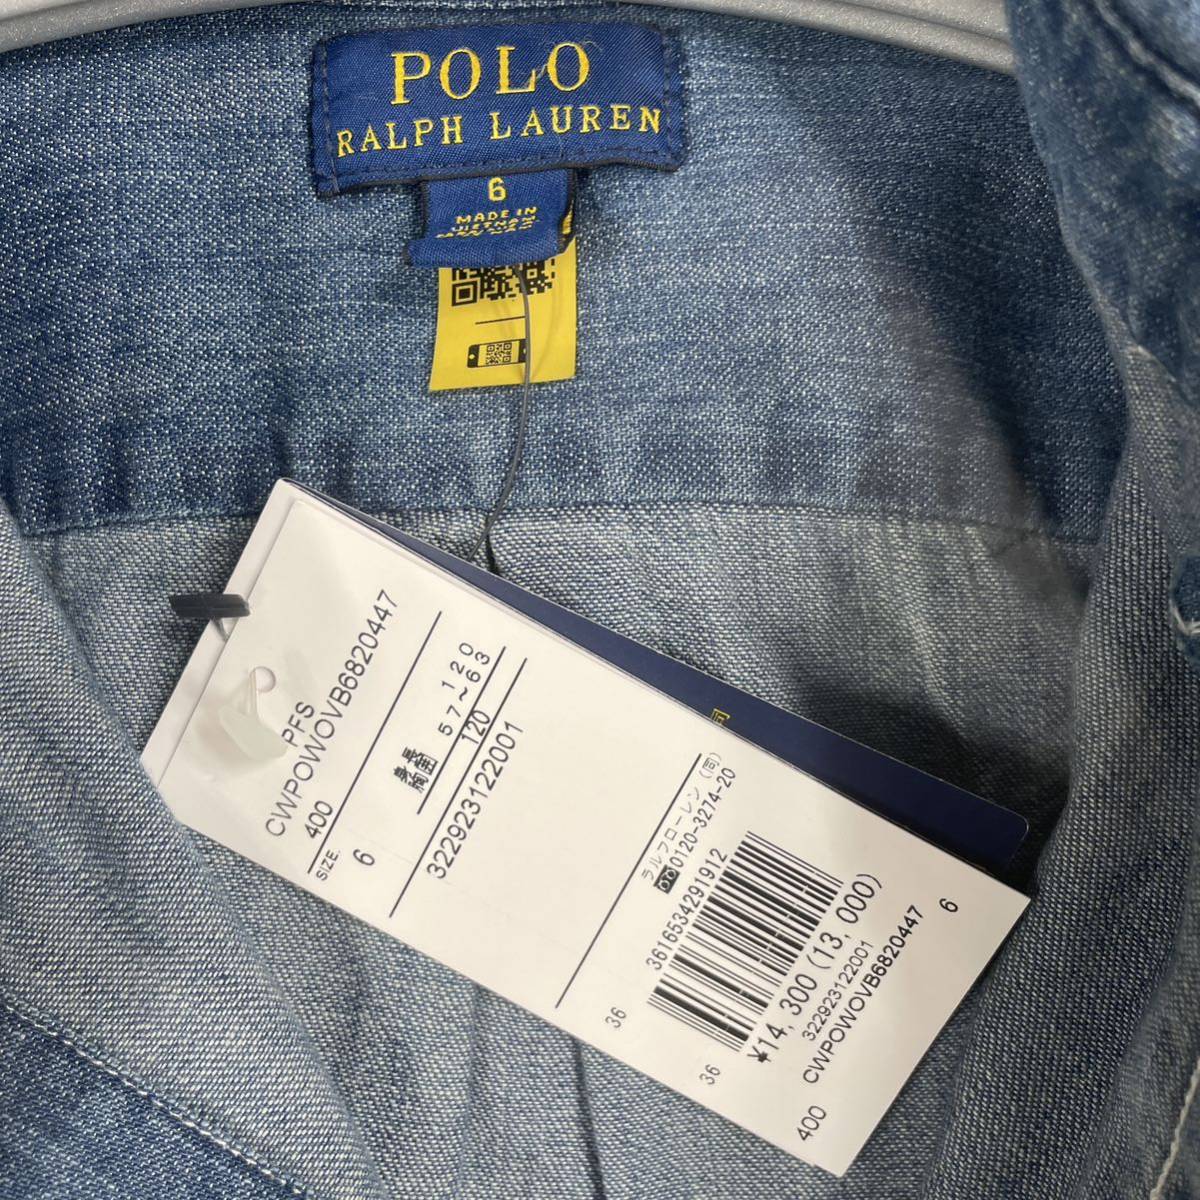 POLO
RALPH LAUREN
6
MADE IN
VIETNAM
PFS
CWPOWOVB6820447
400
SIZE.
6
身長 120
胸囲 57～63
120
322923122001
ラルフローレン (同)
0120-3274-20
3616534291912
36
36
¥14,300(13,000)
322923122001
CWPOWOVB6820447
400
6